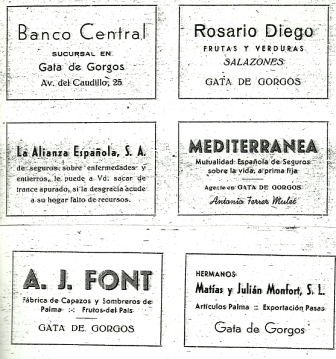 Banco Central
SUCURSAL EN
Gata de Gorgos
Av. del Caudillo, 25
Rosario Diego
FRUTAS Y VERDURAS
SALAZONES
GATA DE GORGOS
La Alianza Española, S. A.
de seguros sobre enfermedades y
entierros, le puede a Vd. sacar de
trance apurado, si la desgracia acude
a su hogar falto de recursos.
MEDITERRANEA
Mutualidad Española de Seguros
sobre la vida, a prima fija
Agente en GATA DE GORGOS
Antonio Ferrer Mulet
A. J. FONT
Fábrica de Capazos y Sombreros de
Palma :-: Frutos del País
GATA DE GORGOS
HERMANOS
Matías y Julián Monfort, S. L.
Artículos Palma :: Exportación Pasas
Gata de Gorgos